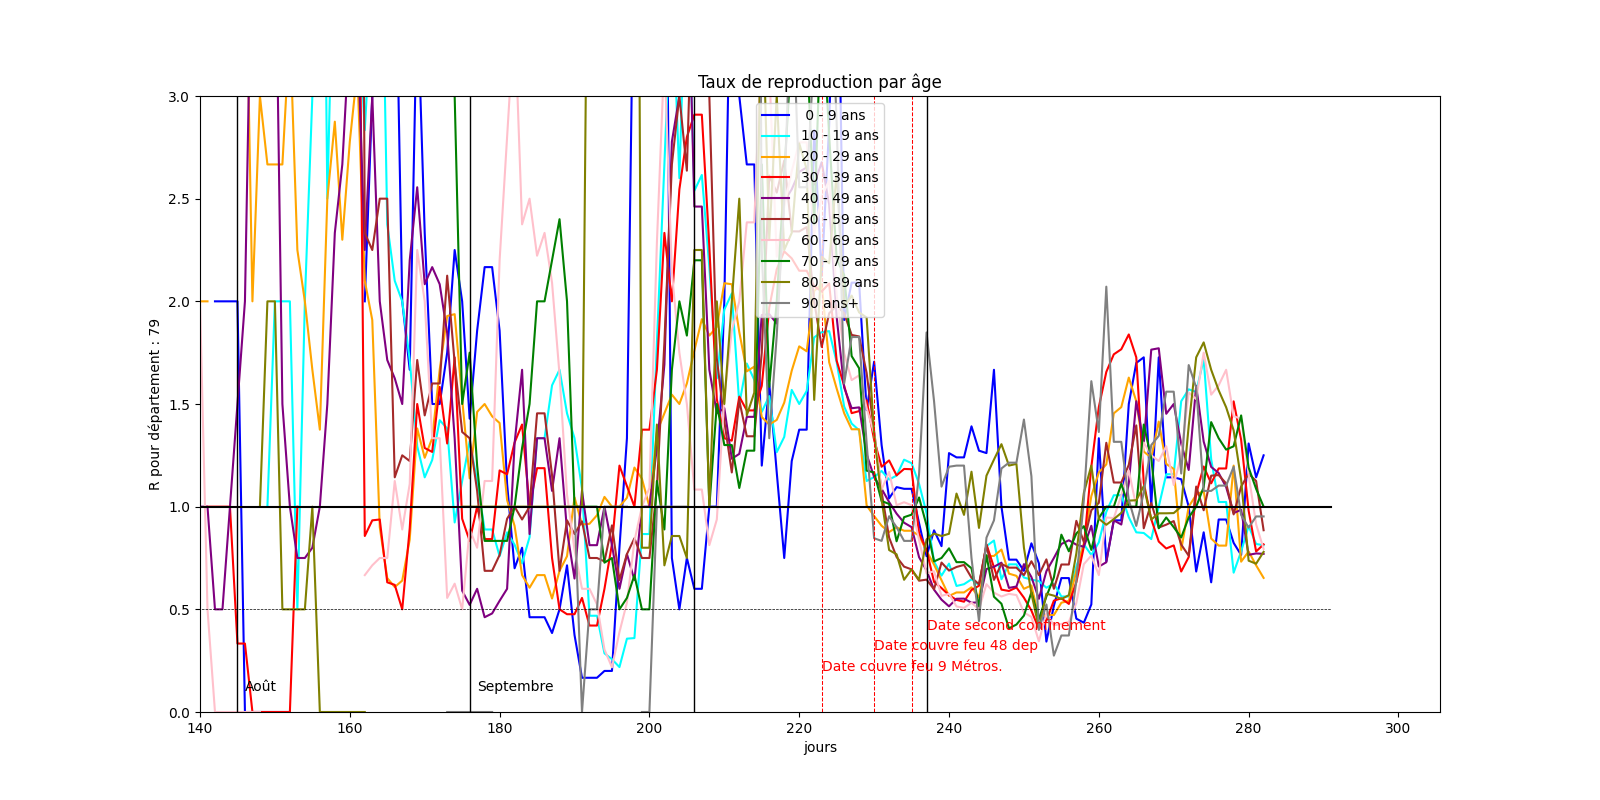 Taux de reproduction par âge
R pour département : 79
3.0
2.5
2.0
1.5
1.0
0.5
0.0
0 - 9 ans
10 - 19 ans
20 - 29 ans
30 - 39 ans
40 - 49 ans
50 - 59 ans
60 - 69 ans
70 - 79 ans
80 - 89 ans
90 ans+
Date second confinement
Date couvre feu 48 dep
Date couvre feu 9 Métros.
Août
Septembre
140 160 180 200 220 240 260 280 300
jours